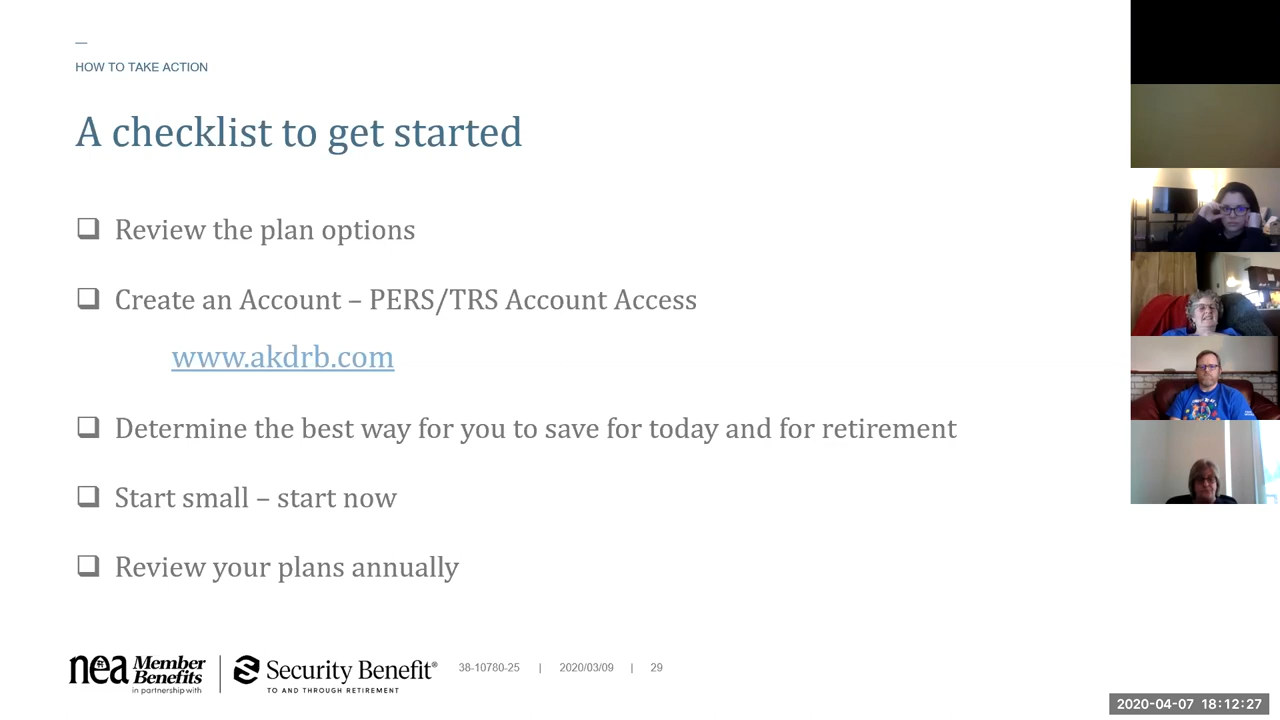 HOW TO TAKE ACTION
A checklist to get started
Review the plan options
Create an Account – PERS/TRS Account Access
www.akdrb.com
Determine the best way for you to save for today and for retirement
Start small – start now
Review your plans annually
nea Member Benefits
in partnership with
Security Benefit®
TO AND THROUGH RETIREMENT
38-10780-25 | 2020/03/09 | 29
2020-04-07 18:12:27